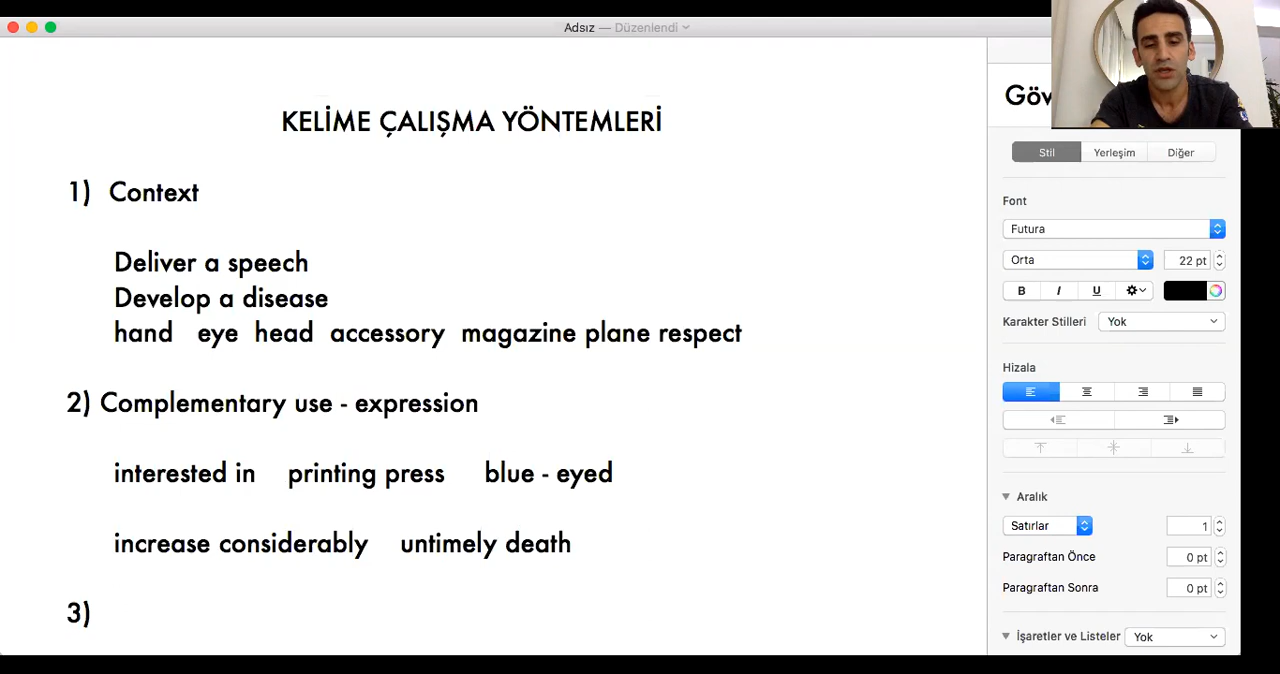 Adsız — Düzenlendi
KELİME ÇALIŞMA YÖNTEMLERİ
1) Context
Deliver a speech
Develop a disease
hand eye head accessory magazine plane respect
2) Complementary use - expression
interested in printing press blue - eyed
increase considerably untimely death
3)
Stil Yerleşim Diğer
Font
Futura
Orta 22 pt
B I U
Karakter Stilleri Yok
Hizala
Aralık
Satırlar 1
Paragraftan Önce 0 pt
Paragraftan Sonra 0 pt
İşaretler ve Listeler Yok